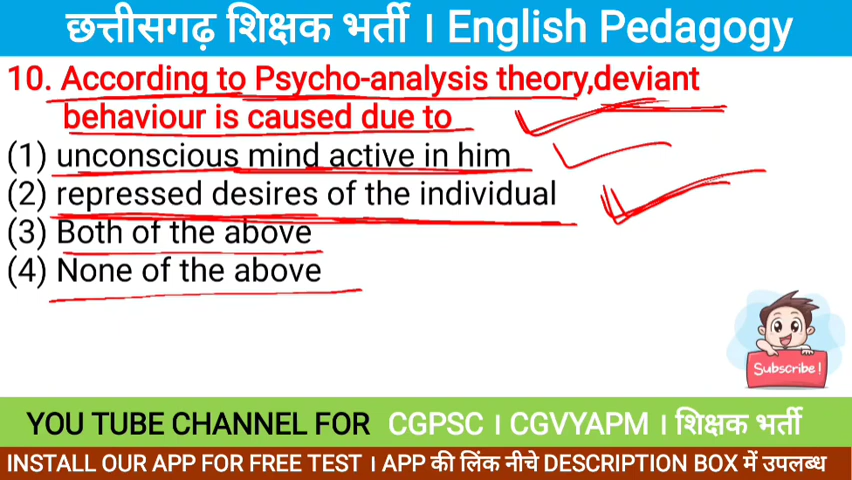 छत्तीसगढ़ शिक्षक भर्ती । English Pedagogy
10. According to Psycho-analysis theory,deviant
behaviour is caused due to
(1) unconscious mind active in him
(2) repressed desires of the individual
(3) Both of the above
(4) None of the above
Subscribe!
YOU TUBE CHANNEL FOR CGPSC । CGVYAPM । शिक्षक भर्ती
INSTALL OUR APP FOR FREE TEST । APP की लिंक नीचे DESCRIPTION BOX में उपलब्ध